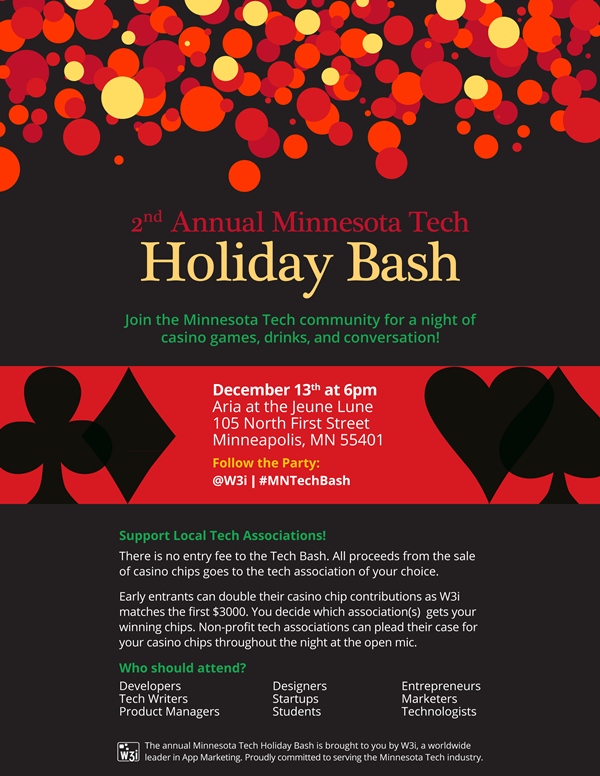 2nd Annual Minnesota Tech
Holiday Bash
Join the Minnesota Tech community for a night of
casino games, drinks, and conversation!
December 13th at 6pm
Aria at the Jeune Lune
105 North First Street
Minneapolis, MN 55401
Follow the Party:
@W3i | #MNTechBash
Support Local Tech Associations!
There is no entry fee to the Tech Bash. All proceeds from the sale
of casino chips goes to the tech association of your choice.
Early entrants can double their casino chip contributions as W3i
matches the first $3000. You decide which association(s) gets your
winning chips. Non-profit tech associations can plead their case for
your casino chips throughout the night at the open mic.
Who should attend?
Developers Designers Entrepreneurs
Tech Writers Startups Marketers
Product Managers Students Technologists
W3i
The annual Minnesota Tech Holiday Bash is brought to you by W3i, a worldwide
leader in App Marketing. Proudly committed to serving the Minnesota Tech industry.